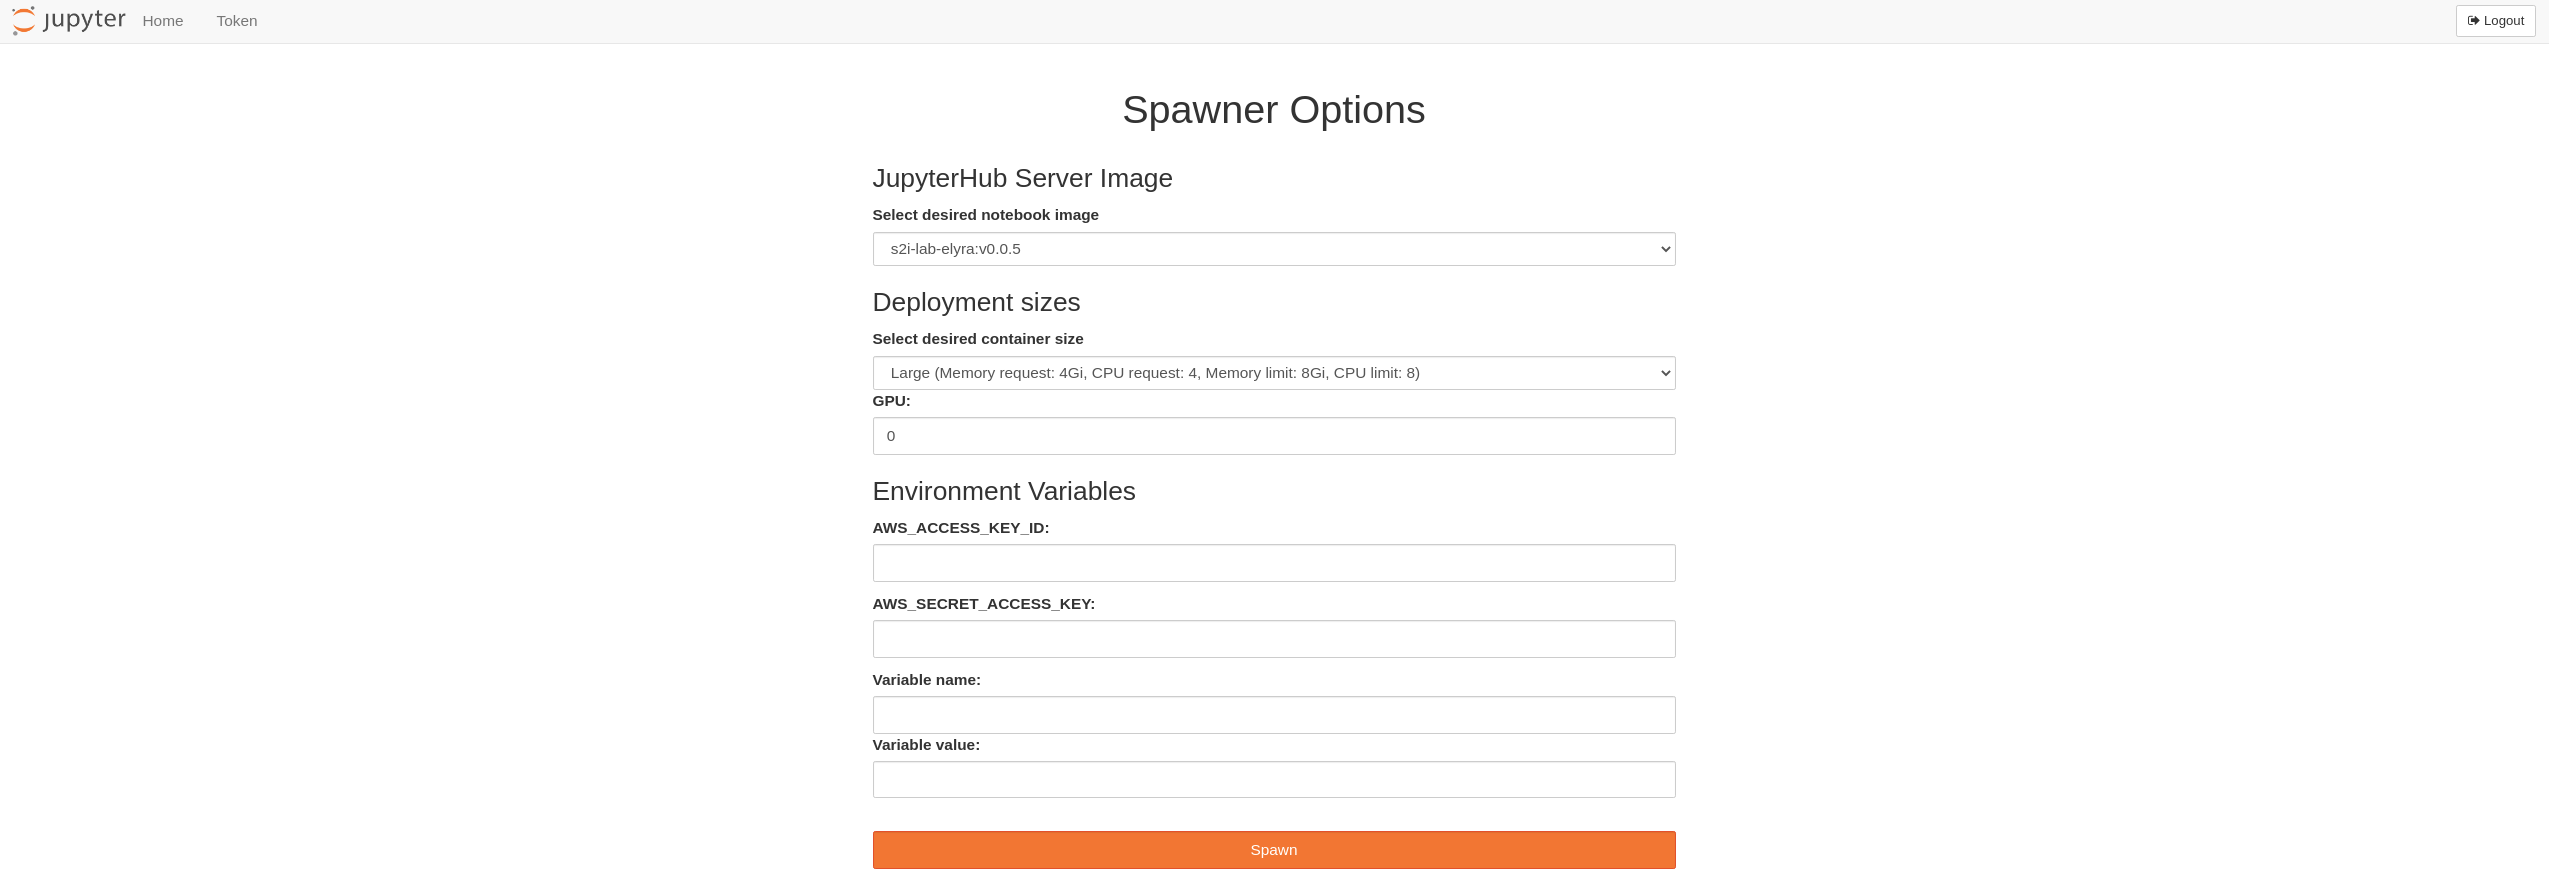 jupyter Home Token Logout
Spawner Options
JupyterHub Server Image
Select desired notebook image
s2i-lab-elyra:v0.0.5
Deployment sizes
Select desired container size
Large (Memory request: 4Gi, CPU request: 4, Memory limit: 8Gi, CPU limit: 8)
GPU:
0
Environment Variables
AWS_ACCESS_KEY_ID:
AWS_SECRET_ACCESS_KEY:
Variable name:
Variable value:
Spawn